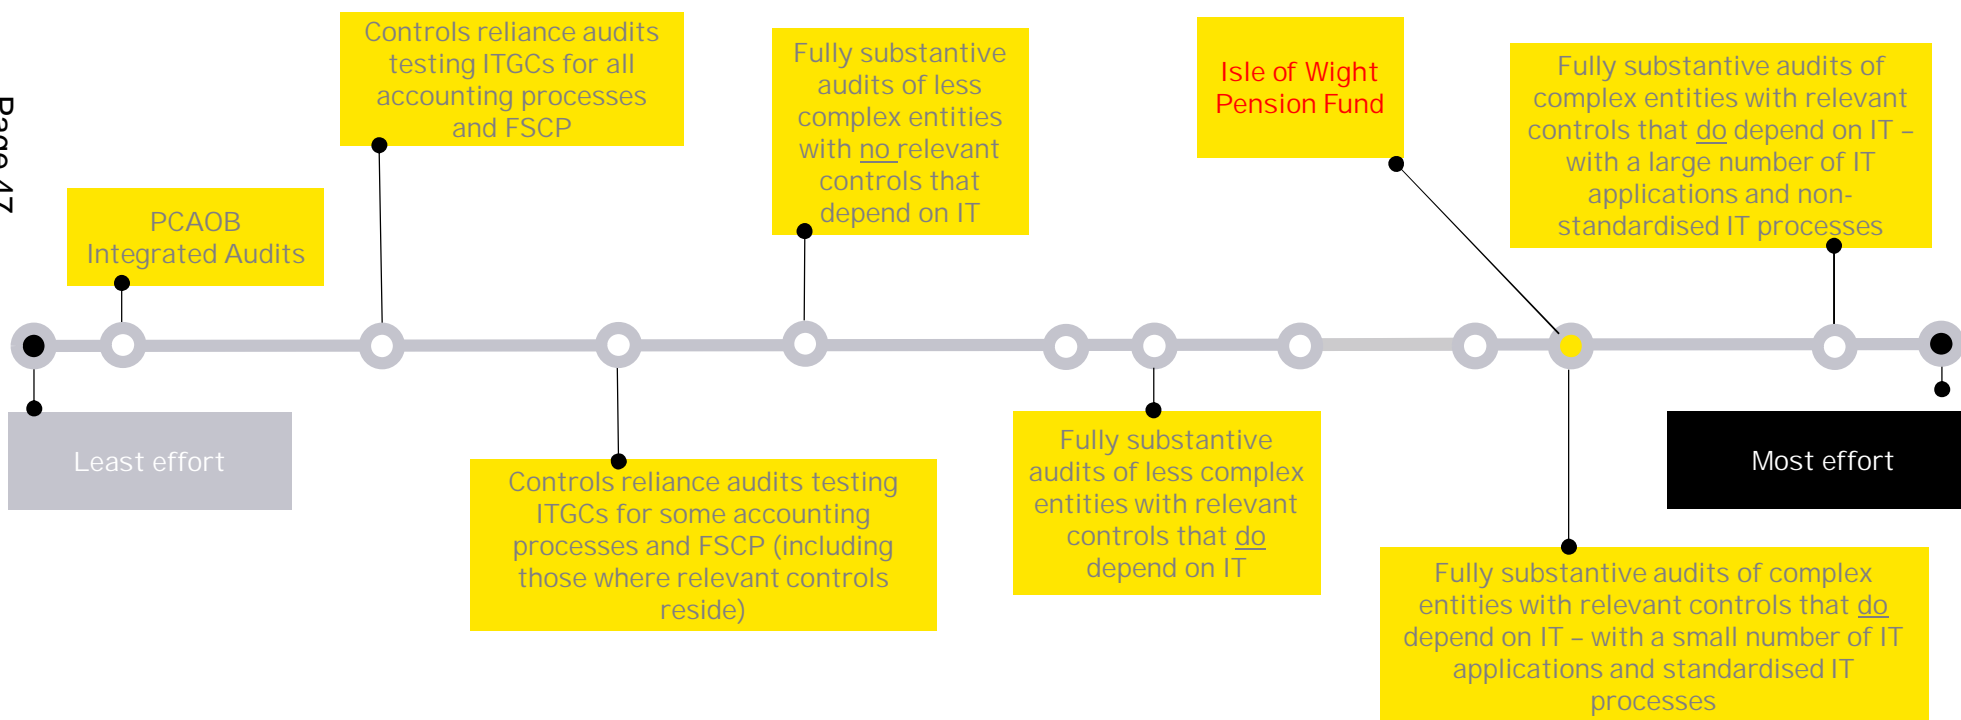 Page 47
PCAOB
Integrated Audits
Controls reliance audits
testing ITGCs for all
accounting processes
and FSCP
Fully substantive
audits of less
complex entities
with no relevant
controls that
depend on IT
Isle of Wight
Pension Fund
Fully substantive audits of
complex entities with relevant
controls that do depend on IT –
with a large number of IT
applications and non-
standardised IT processes
Least effort
Controls reliance audits testing
ITGCs for some accounting
processes and FSCP (including
those where relevant controls
reside)
Fully substantive
audits of less complex
entities with relevant
controls that do
depend on IT
Most effort
Fully substantive audits of complex
entities with relevant controls that do
depend on IT – with a small number of IT
applications and standardised IT
processes